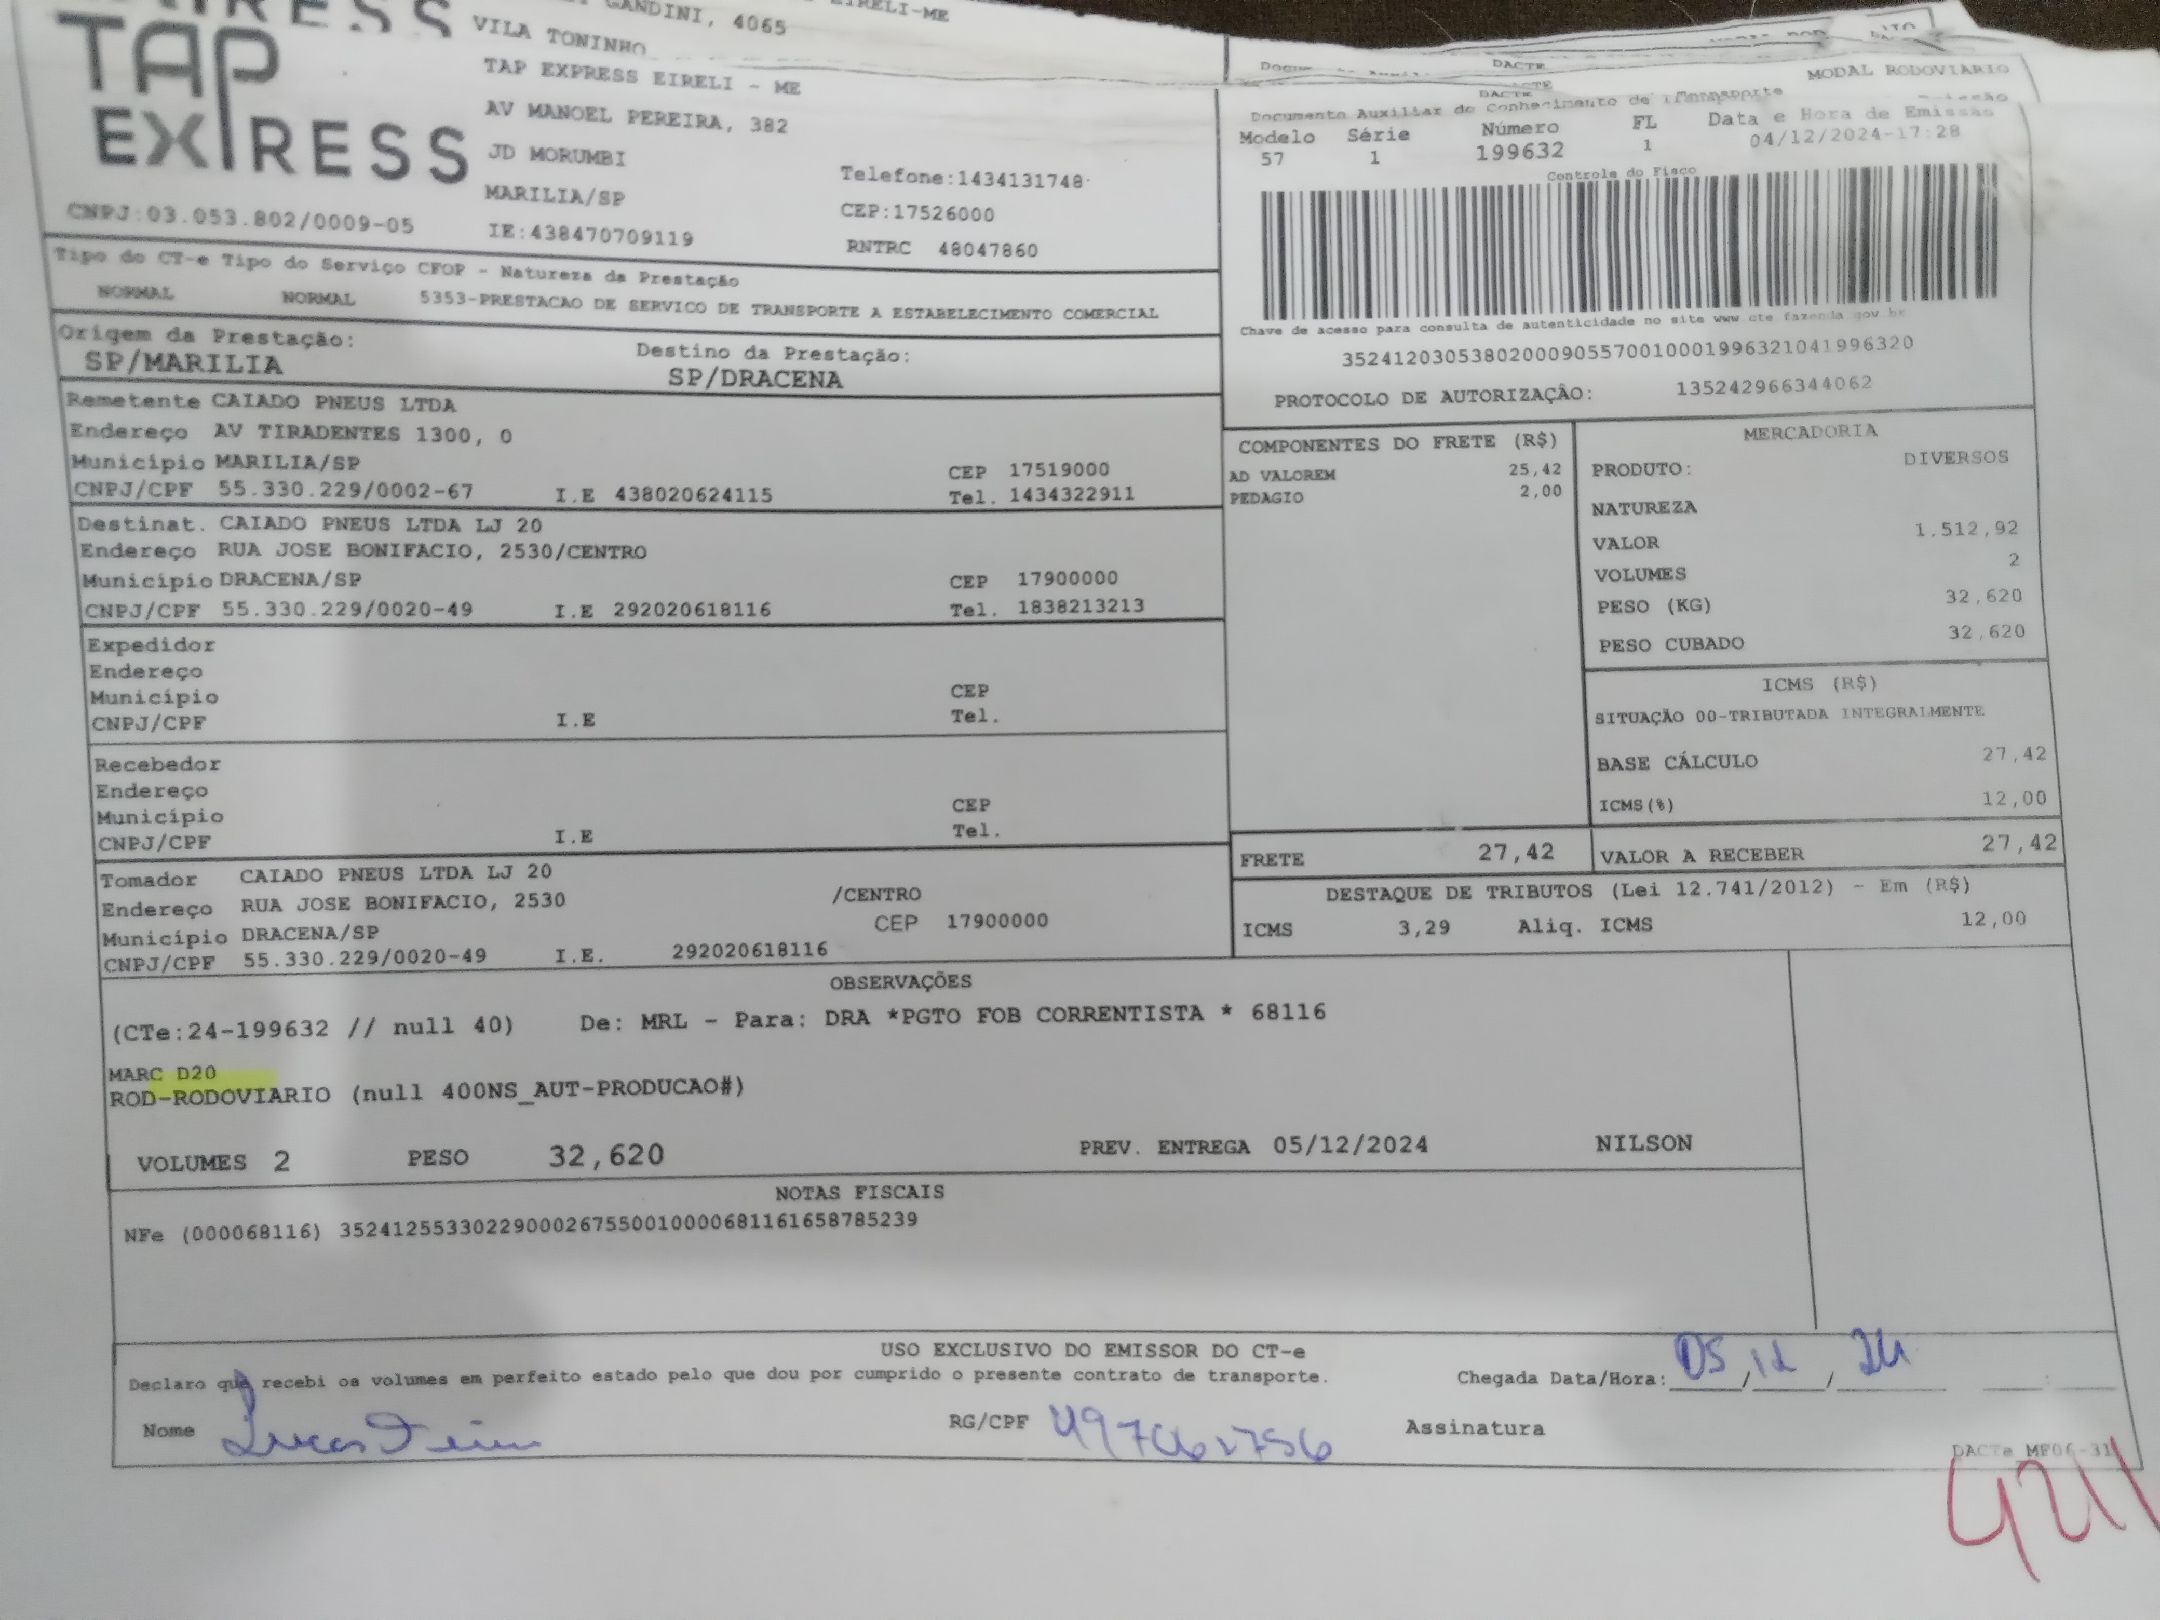 GANDINI, 4065
EIRELI-ME
VILA TONINHO
TAP EXPRESS
TAP EXPRESS EIRELI - ME
AV MANOEL PEREIRA, 382
JD MORUMBI
MARILIA/SP
Telefone:1434131748
CEP:17526000
CNPJ:03.053.802/0009-05
IE:438470709119
RNTRC 48047860
DACTE
MODAL RODOVIARIO
DACTE
Documento Auxiliar do Conhecimento de Transporte
Modelo Série Número FL Data e Hora de Emissão
57 1 199632 1 04/12/2024-17:28
Controle do Fisco
Chave de acesso para consulta de autenticidade no site www.cte.fazenda.gov.br
35241203053802000905570010001996321041996320
PROTOCOLO DE AUTORIZAÇÃO: 135242966344062
Tipo do CT-e Tipo do Serviço CFOP - Natureza da Prestação
NORMAL NORMAL 5353-PRESTACAO DE SERVICO DE TRANSPORTE A ESTABELECIMENTO COMERCIAL
Origem da Prestação: Destino da Prestação:
SP/MARILIA SP/DRACENA
Remetente CAIADO PNEUS LTDA
Endereço AV TIRADENTES 1300, 0
Município MARILIA/SP CEP 17519000
CNPJ/CPF 55.330.229/0002-67 I.E 438020624115 Tel. 1434322911
Destinat. CAIADO PNEUS LTDA LJ 20
Endereço RUA JOSE BONIFACIO, 2530/CENTRO
Município DRACENA/SP CEP 17900000
CNPJ/CPF 55.330.229/0020-49 I.E 292020618116 Tel. 1838213213
Expedidor
Endereço
Município CEP
CNPJ/CPF I.E Tel.
Recebedor
Endereço
Município CEP
CNPJ/CPF I.E Tel.
Tomador CAIADO PNEUS LTDA LJ 20
Endereço RUA JOSE BONIFACIO, 2530 /CENTRO
Município DRACENA/SP CEP 17900000
CNPJ/CPF 55.330.229/0020-49 I.E. 292020618116
COMPONENTES DO FRETE (R$)
AD VALOREM 25,42
PEDAGIO 2,00
MERCADORIA
PRODUTO: DIVERSOS
NATUREZA
VALOR 1.512,92
VOLUMES 2
PESO (KG) 32,620
PESO CUBADO 32,620
ICMS (R$)
SITUAÇÃO 00-TRIBUTADA INTEGRALMENTE
BASE CÁLCULO 27,42
ICMS(%) 12,00
FRETE 27,42 VALOR A RECEBER 27,42
DESTAQUE DE TRIBUTOS (Lei 12.741/2012) - Em (R$)
ICMS 3,29 Aliq. ICMS 12,00
OBSERVAÇÕES
(CTe:24-199632 // null 40) De: MRL - Para: DRA *PGTO FOB CORRENTISTA * 68116
MARC D20
ROD-RODOVIARIO (null 400NS_AUT-PRODUCAO#)
VOLUMES 2 PESO 32,620 PREV. ENTREGA 05/12/2024 NILSON
NOTAS FISCAIS
NFe (000068116) 35241255330229000267550010000681161658785239
USO EXCLUSIVO DO EMISSOR DO CT-e
Declaro que recebi os volumes em perfeito estado pelo que dou por cumprido o presente contrato de transporte.
Chegada Data/Hora: 05/12/24 :
Nome Lucas
RG/CPF
Assinatura
DACTe MF06-31